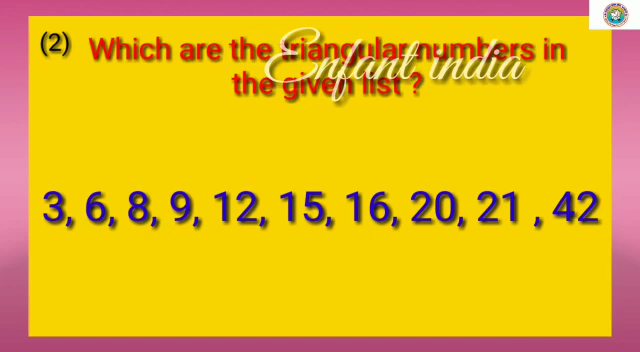 (2) Which are the triangular numbers in
the given list ?
Enfant india
3, 6, 8, 9, 12, 15, 16, 20, 21 , 42